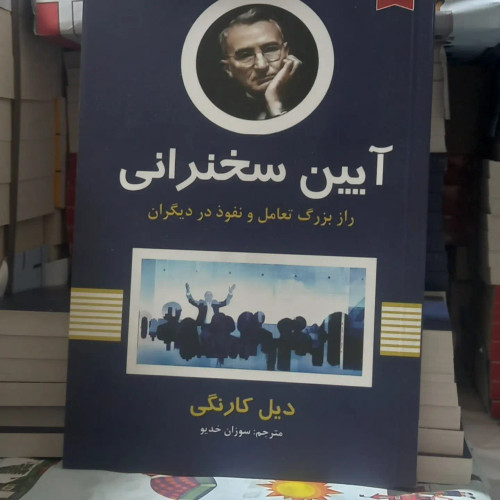 آیین سخنرانی
راز بزرگ تعامل و نفوذ در دیگران
دیل کارنگی
مترجم: سوزان خدیو